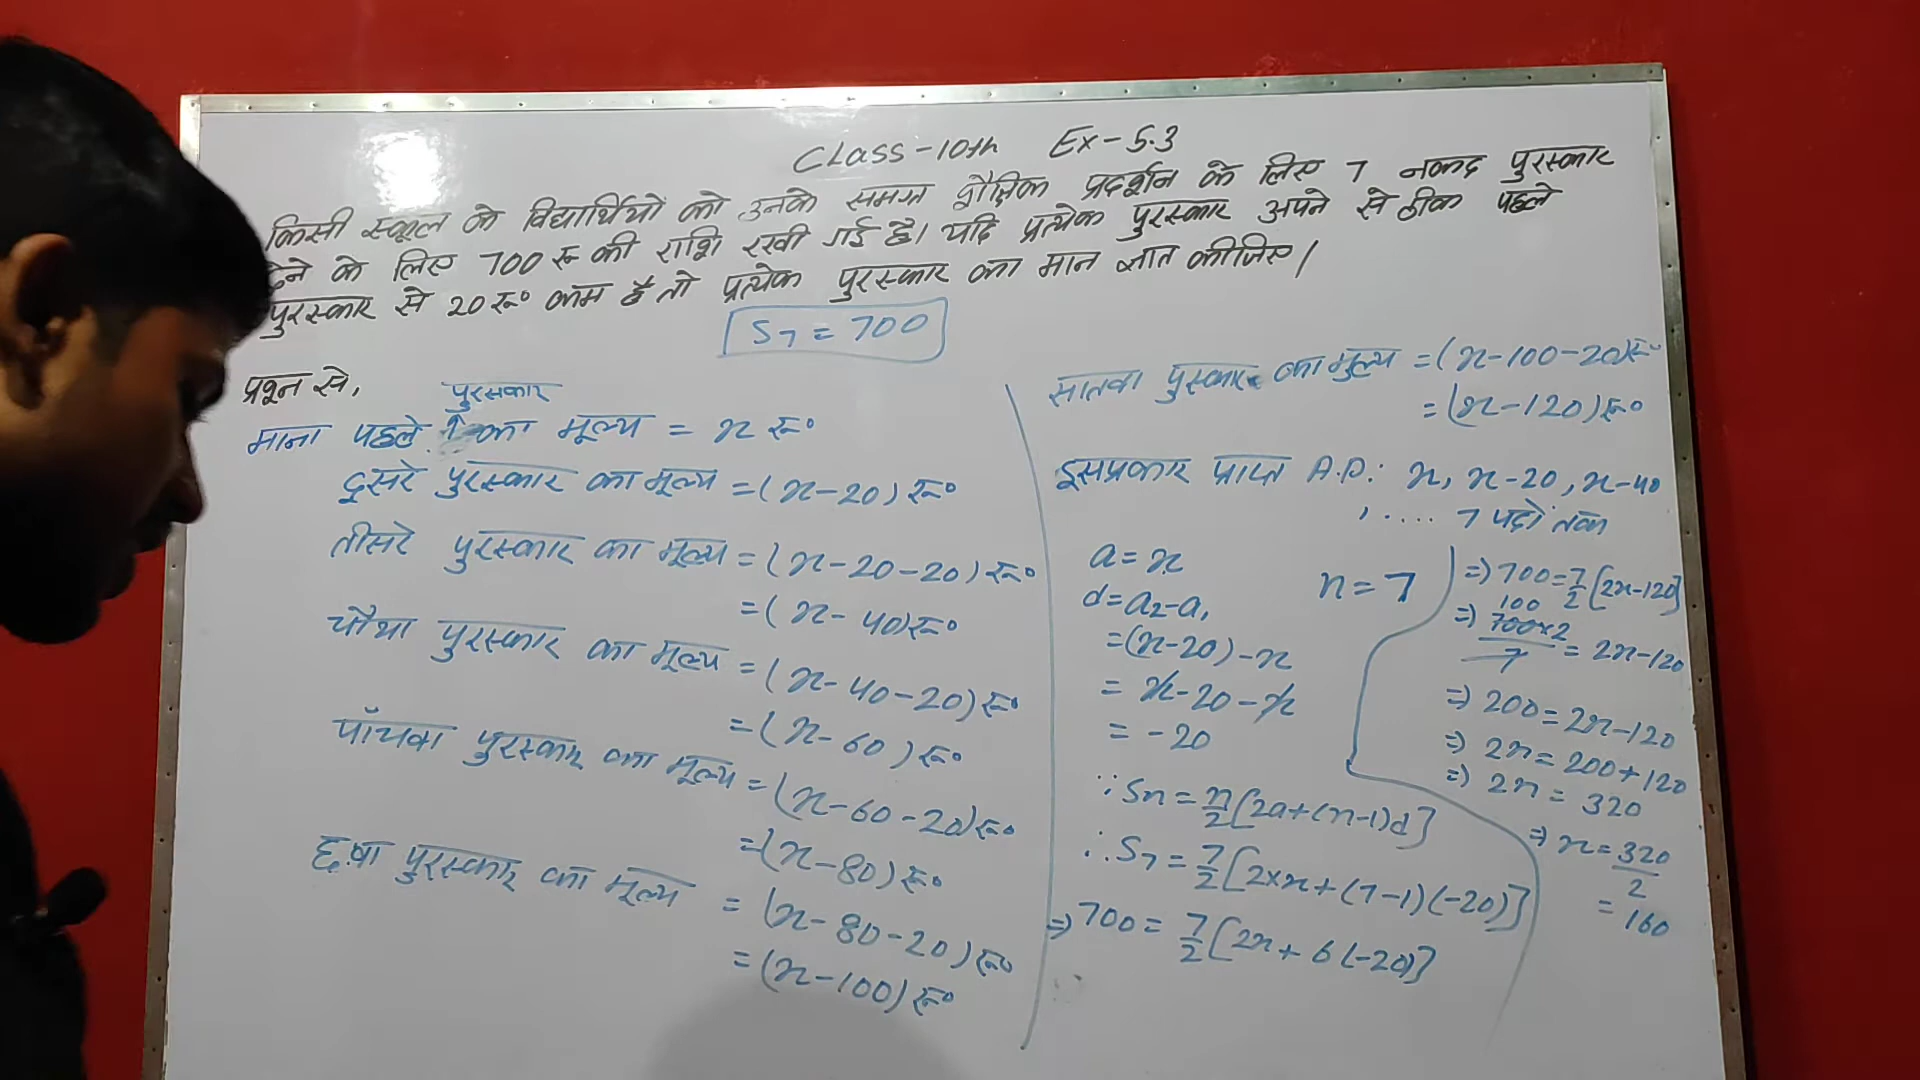 CLASS-10th Ex-5.3
किसी स्कूल के विद्यार्थियों को उनके समग्र शैक्षिक प्रदर्शन के लिए 7 नकद पुरस्कार
देने के लिए 700 रू की राशि रखी गई है। यदि प्रत्येक पुरस्कार अपने से ठीक पहले
पुरस्कार से 20 रू० कम है तो प्रत्येक पुरस्कार का मान ज्ञात कीजिए।
S₇ = 700
प्रश्न से,
पुरसकार
माना पहले ↑ का मूल्य = x रू०
दुसरे पुरस्कार का मूल्य = (x-20) रू०
तीसरे पुरस्कार का मूल्य = (x-20-20) रू०
= (x-40) रू०
चौथा पुरस्कार का मूल्य = (x-40-20) रू०
= (x-60) रू०
पाँचवा पुरस्कार का मूल्य = (x-60-20) रू०
= (x-80) रू०
छ:वा पुरस्कार का मूल्य = (x-80-20) रू०
= (x-100) रू०
सातवा पुरस्कार का मुल्य = (x-100-20) रू०
= (x-120) रू०
इसप्रकार प्राप्त A.P.: x, x-20, x-40
, .... 7 पदो तक
a = x
n = 7
d = a₂-a₁
= (x-20)-x
= x-20-x
= -20
∵ Sn = n/2 [2a+(n-1)d]
∴ S₇ = 7/2 [2×x+(7-1)(-20)]
⇒ 700 = 7/2 [2x+6(-20)]
⇒ 700 = 7/2 [2x-120]
100
⇒ 700×2/7 = 2x-120
⇒ 200 = 2x-120
⇒ 2x = 200+120
⇒ 2x = 320
⇒ x = 320/2
= 160